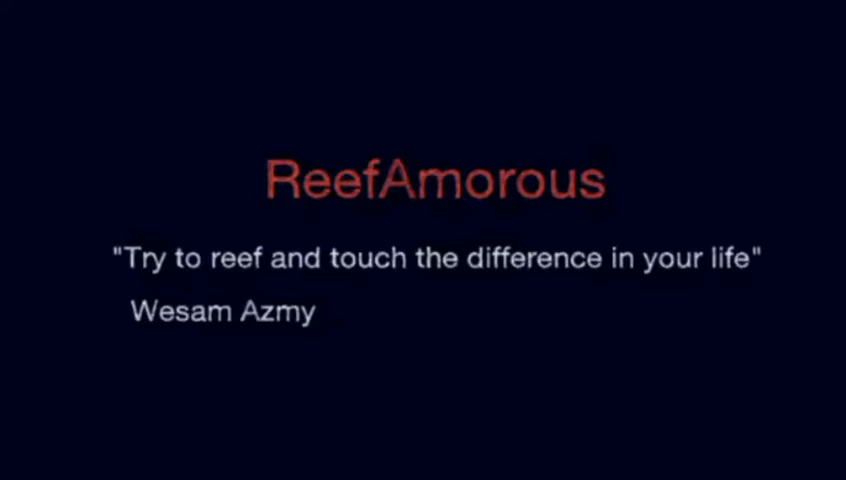 ReefAmorous
"Try to reef and touch the difference in your life"
Wesam Azmy